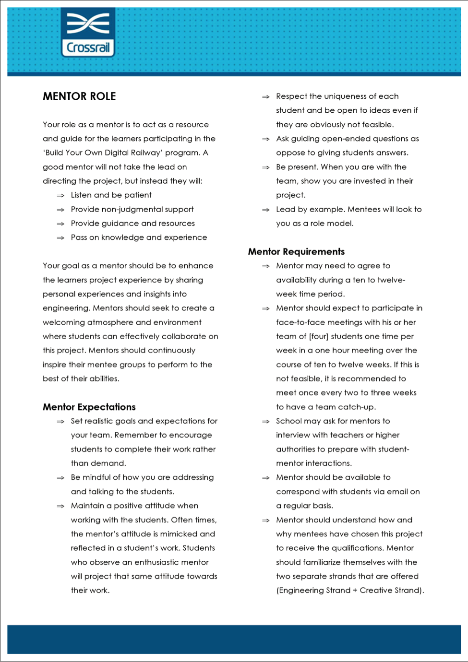 Crossrail
MENTOR ROLE
Your role as a mentor is to act as a resource
and guide for the learners participating in the
'Build Your Own Digital Railway' program. A
good mentor will not take the lead on
directing the project, but instead they will:
⇒ Listen and be patient
⇒ Provide non-judgmental support
⇒ Provide guidance and resources
⇒ Pass on knowledge and experience
Your goal as a mentor should be to enhance
the learners project experience by sharing
personal experiences and insights into
engineering. Mentors should seek to create a
welcoming atmosphere and environment
where students can effectively collaborate on
this project. Mentors should continuously
inspire their mentee groups to perform to the
best of their abilities.
Mentor Expectations
⇒ Set realistic goals and expectations for
your team. Remember to encourage
students to complete their work rather
than demand.
⇒ Be mindful of how you are addressing
and talking to the students.
⇒ Maintain a positive attitude when
working with the students. Often times,
the mentor's attitude is mimicked and
reflected in a student's work. Students
who observe an enthusiastic mentor
will project that same attitude towards
their work.
⇒ Respect the uniqueness of each
student and be open to ideas even if
they are obviously not feasible.
⇒ Ask guiding open-ended questions as
oppose to giving students answers.
⇒ Be present. When you are with the
team, show you are invested in their
project.
⇒ Lead by example. Mentees will look to
you as a role model.
Mentor Requirements
⇒ Mentor may need to agree to
availability during a ten to twelve-
week time period.
⇒ Mentor should expect to participate in
face-to-face meetings with his or her
team of [four] students one time per
week in a one hour meeting over the
course of ten to twelve weeks. If this is
not feasible, it is recommended to
meet once every two to three weeks
to have a team catch-up.
⇒ School may ask for mentors to
interview with teachers or higher
authorities to prepare with student-
mentor interactions.
⇒ Mentor should be available to
correspond with students via email on
a regular basis.
⇒ Mentor should understand how and
why mentees have chosen this project
to receive the qualifications. Mentor
should familiarize themselves with the
two separate strands that are offered
(Engineering Strand + Creative Strand).